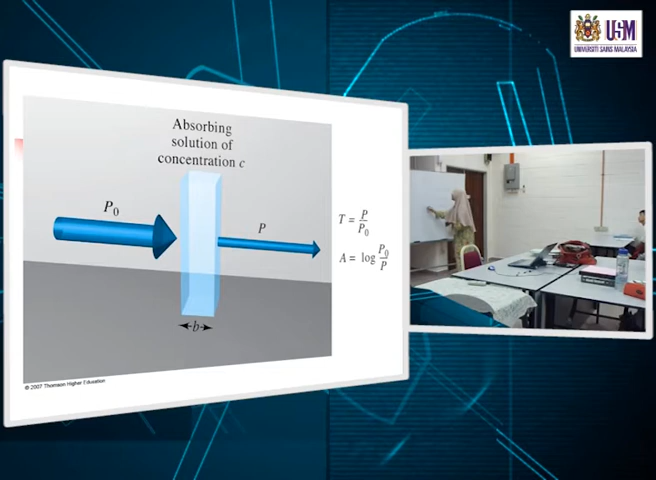 USM
UNIVERSITI SAINS MALAYSIA
Absorbing
solution of
concentration c
P₀
P
T = P/P₀
A = log P₀/P
b
© 2007 Thomson Higher Education